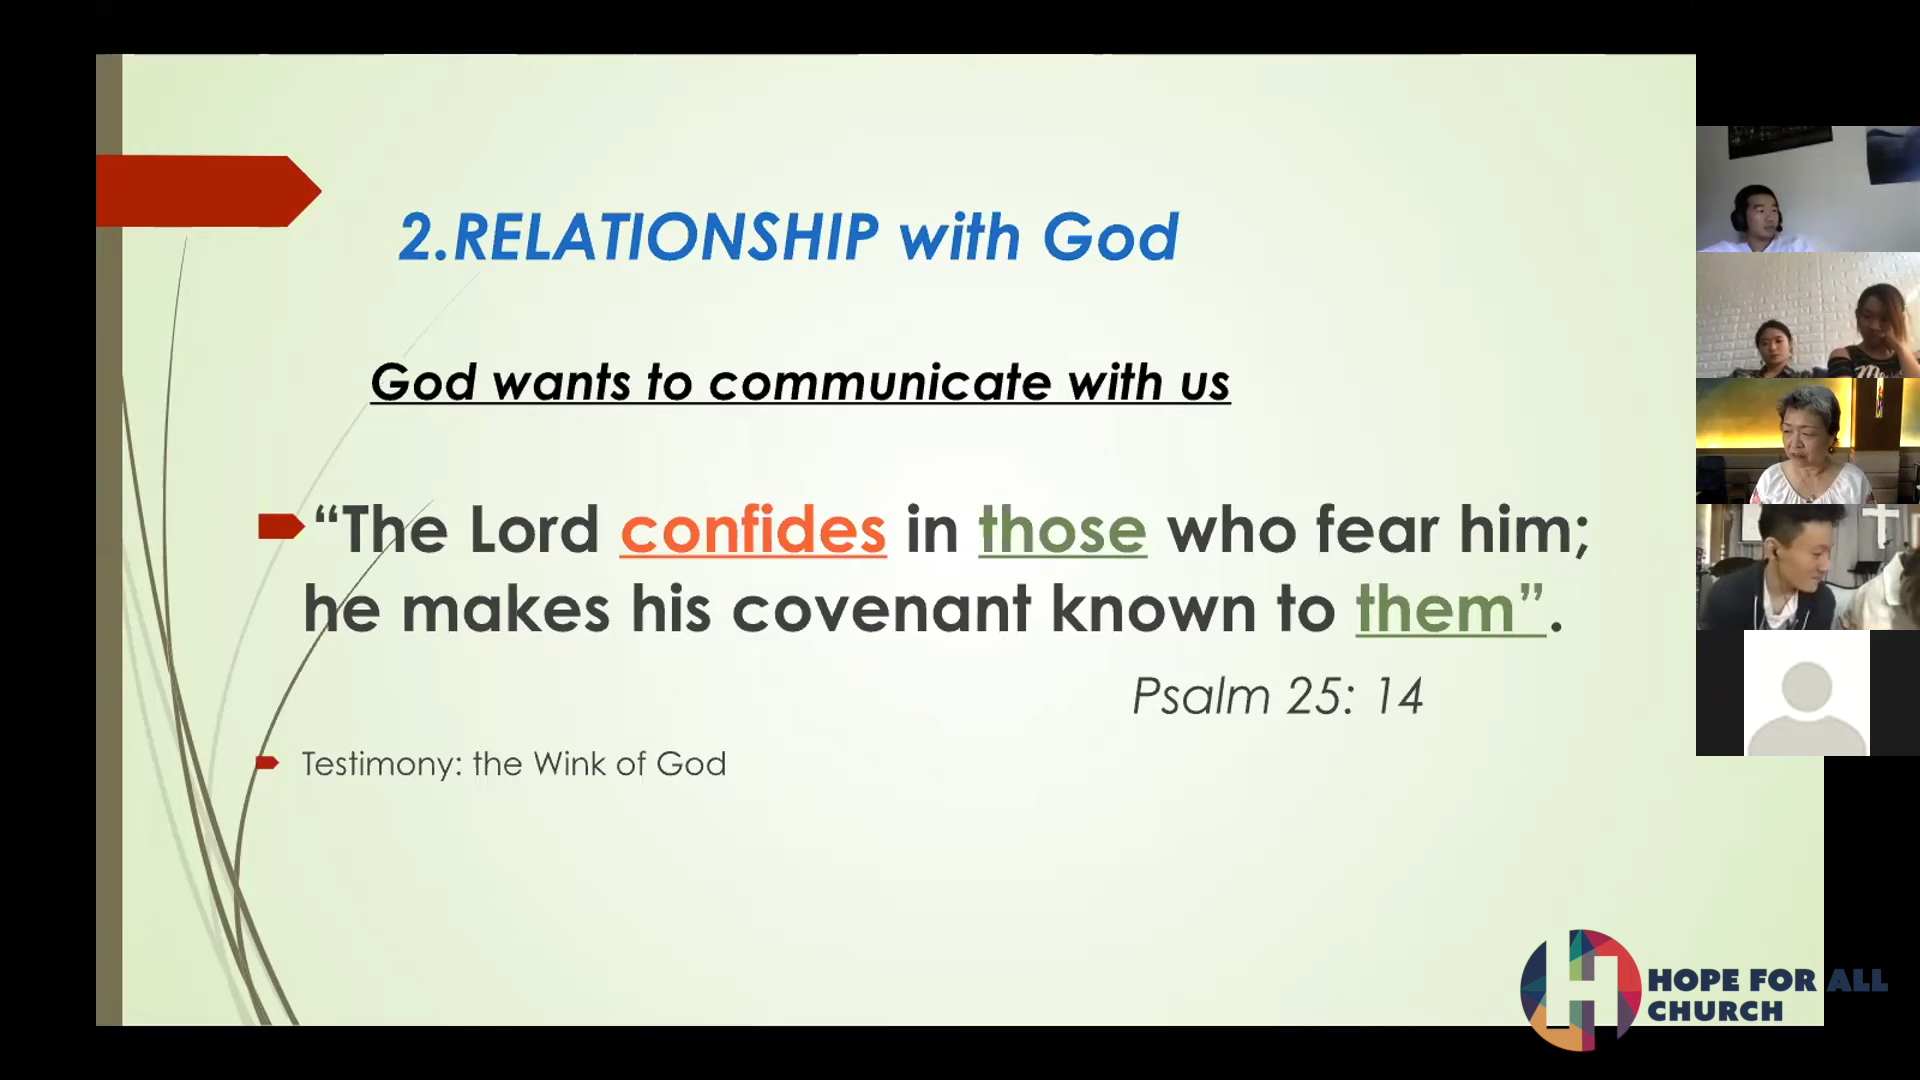 2.RELATIONSHIP with God
God wants to communicate with us
“The Lord confides in those who fear him;
he makes his covenant known to them”.
Psalm 25: 14
Testimony: the Wink of God
HOPE FOR ALL
CHURCH